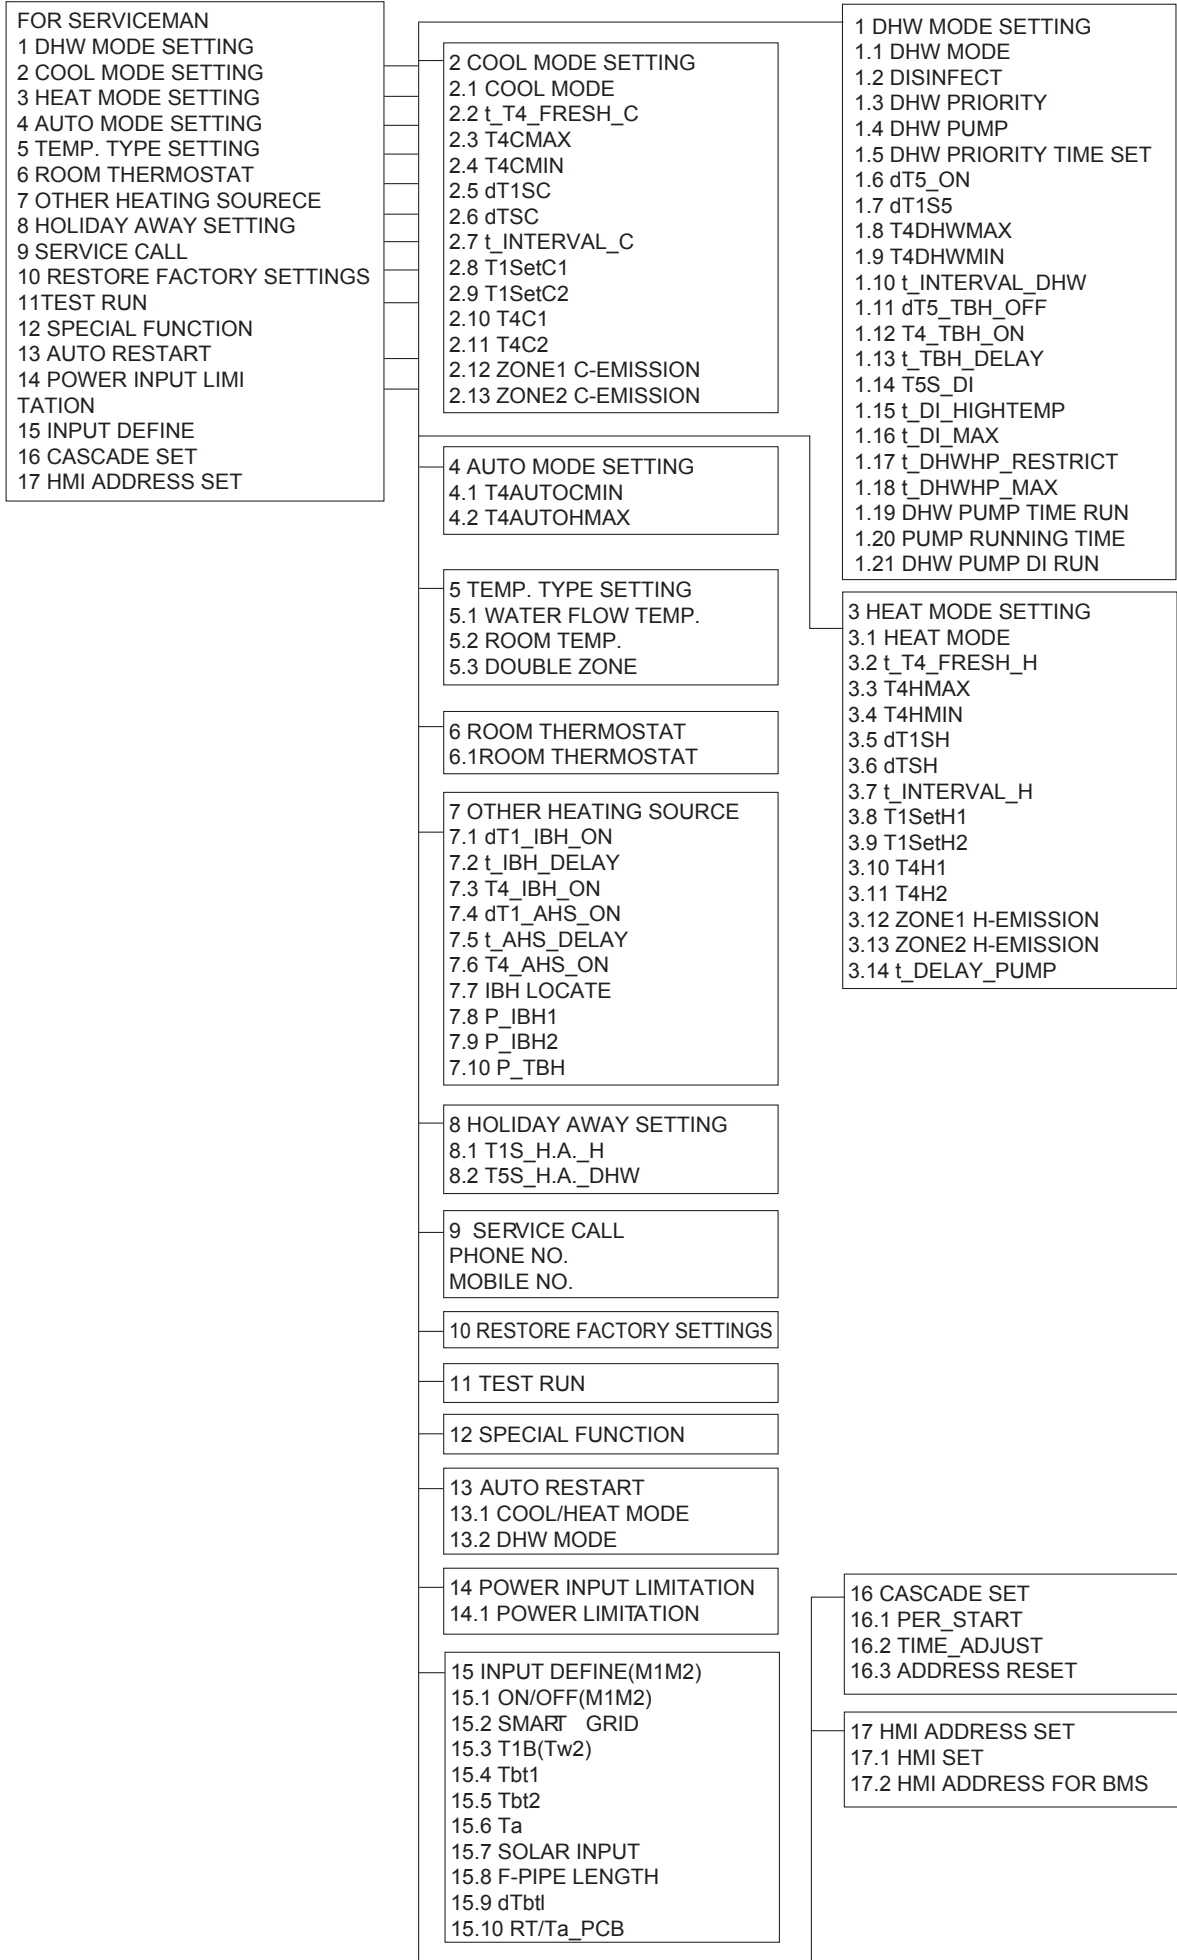 FOR SERVICEMAN
1 DHW MODE SETTING
2 COOL MODE SETTING
3 HEAT MODE SETTING
4 AUTO MODE SETTING
5 TEMP. TYPE SETTING
6 ROOM THERMOSTAT
7 OTHER HEATING SOURECE
8 HOLIDAY AWAY SETTING
9 SERVICE CALL
10 RESTORE FACTORY SETTINGS
11TEST RUN
12 SPECIAL FUNCTION
13 AUTO RESTART
14 POWER INPUT LIMI
TATION
15 INPUT DEFINE
16 CASCADE SET
17 HMI ADDRESS SET
2 COOL MODE SETTING
2.1 COOL MODE
2.2 t_T4_FRESH_C
2.3 T4CMAX
2.4 T4CMIN
2.5 dT1SC
2.6 dTSC
2.7 t_INTERVAL_C
2.8 T1SetC1
2.9 T1SetC2
2.10 T4C1
2.11 T4C2
2.12 ZONE1 C-EMISSION
2.13 ZONE2 C-EMISSION
4 AUTO MODE SETTING
4.1 T4AUTOCMIN
4.2 T4AUTOHMAX
5 TEMP. TYPE SETTING
5.1 WATER FLOW TEMP.
5.2 ROOM TEMP.
5.3 DOUBLE ZONE
6 ROOM THERMOSTAT
6.1ROOM THERMOSTAT
7 OTHER HEATING SOURCE
7.1 dT1_IBH_ON
7.2 t_IBH_DELAY
7.3 T4_IBH_ON
7.4 dT1_AHS_ON
7.5 t_AHS_DELAY
7.6 T4_AHS_ON
7.7 IBH LOCATE
7.8 P_IBH1
7.9 P_IBH2
7.10 P_TBH
8 HOLIDAY AWAY SETTING
8.1 T1S_H.A._H
8.2 T5S_H.A._DHW
9 SERVICE CALL
PHONE NO.
MOBILE NO.
10 RESTORE FACTORY SETTINGS
11 TEST RUN
12 SPECIAL FUNCTION
13 AUTO RESTART
13.1 COOL/HEAT MODE
13.2 DHW MODE
14 POWER INPUT LIMITATION
14.1 POWER LIMITATION
15 INPUT DEFINE(M1M2)
15.1 ON/OFF(M1M2)
15.2 SMART GRID
15.3 T1B(Tw2)
15.4 Tbt1
15.5 Tbt2
15.6 Ta
15.7 SOLAR INPUT
15.8 F-PIPE LENGTH
15.9 dTbtl
15.10 RT/Ta_PCB
1 DHW MODE SETTING
1.1 DHW MODE
1.2 DISINFECT
1.3 DHW PRIORITY
1.4 DHW PUMP
1.5 DHW PRIORITY TIME SET
1.6 dT5_ON
1.7 dT1S5
1.8 T4DHWMAX
1.9 T4DHWMIN
1.10 t_INTERVAL_DHW
1.11 dT5_TBH_OFF
1.12 T4_TBH_ON
1.13 t_TBH_DELAY
1.14 T5S_DI
1.15 t_DI_HIGHTEMP
1.16 t_DI_MAX
1.17 t_DHWHP_RESTRICT
1.18 t_DHWHP_MAX
1.19 DHW PUMP TIME RUN
1.20 PUMP RUNNING TIME
1.21 DHW PUMP DI RUN
3 HEAT MODE SETTING
3.1 HEAT MODE
3.2 t_T4_FRESH_H
3.3 T4HMAX
3.4 T4HMIN
3.5 dT1SH
3.6 dTSH
3.7 t_INTERVAL_H
3.8 T1SetH1
3.9 T1SetH2
3.10 T4H1
3.11 T4H2
3.12 ZONE1 H-EMISSION
3.13 ZONE2 H-EMISSION
3.14 t_DELAY_PUMP
16 CASCADE SET
16.1 PER_START
16.2 TIME_ADJUST
16.3 ADDRESS RESET
17 HMI ADDRESS SET
17.1 HMI SET
17.2 HMI ADDRESS FOR BMS